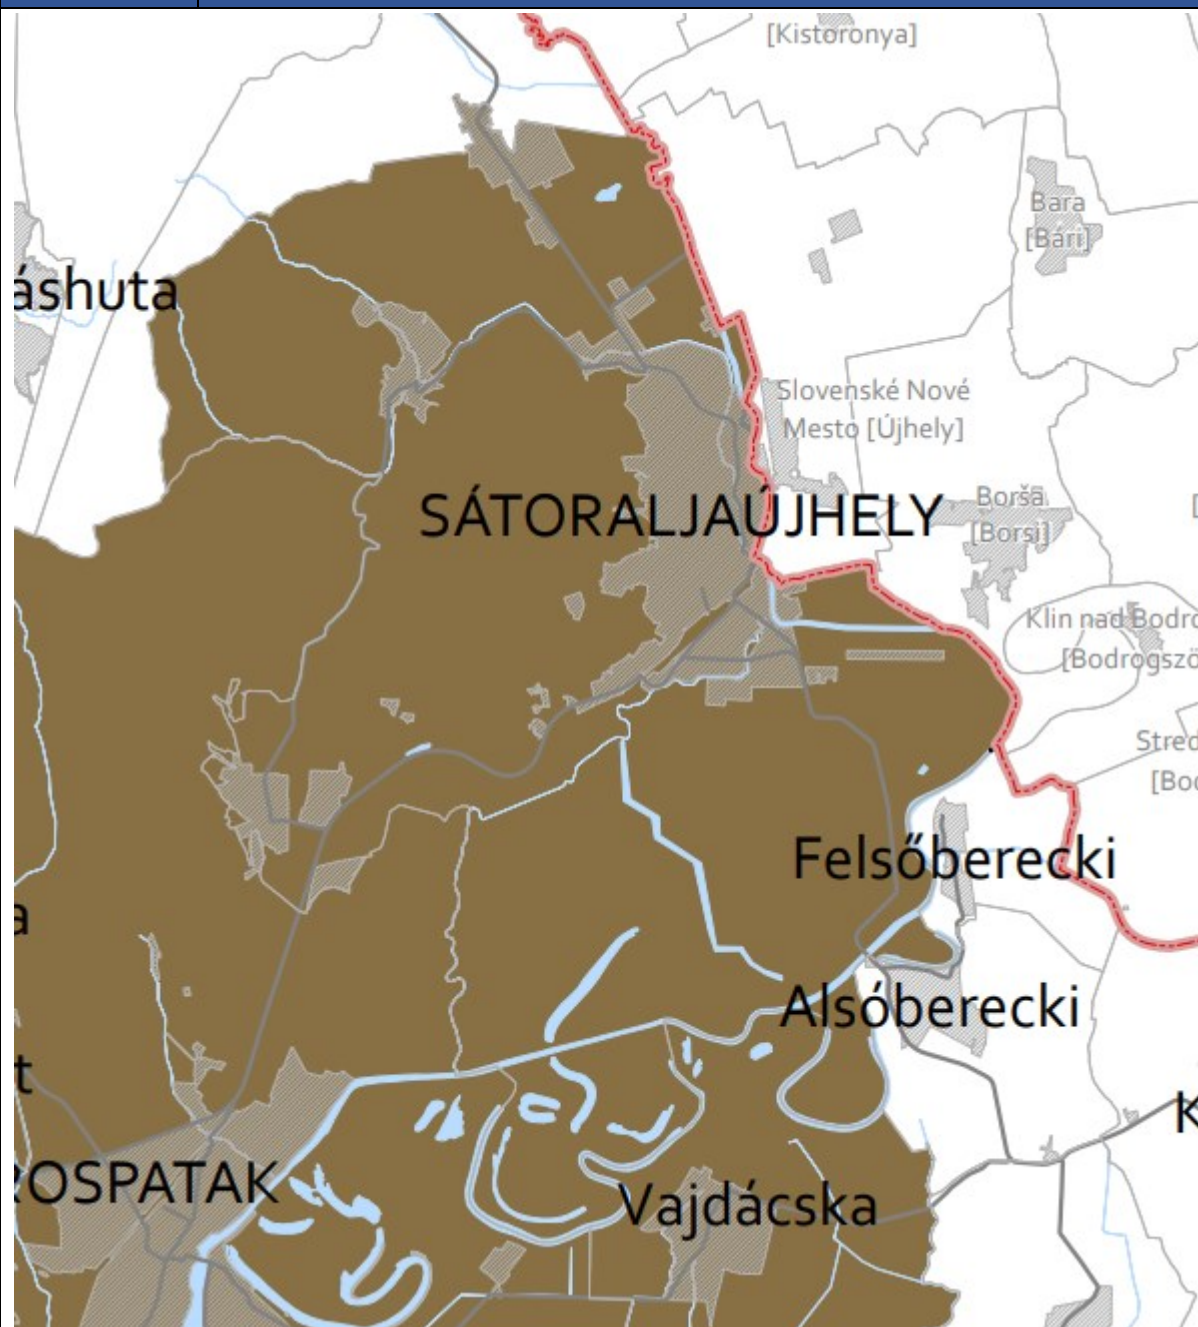 [Kistoronya]
Bara
[Bári]
áshuta
Slovenské Nové
Mesto [Újhely]
SÁTORALJAÚJHELY
Borša
[Borsi]
[
Klin nad Bodro
[Bodrogszö
Stred
[Bod
Felsőberecki
a
Alsóberecki
t
K
ROSPATAK
Vajdácska